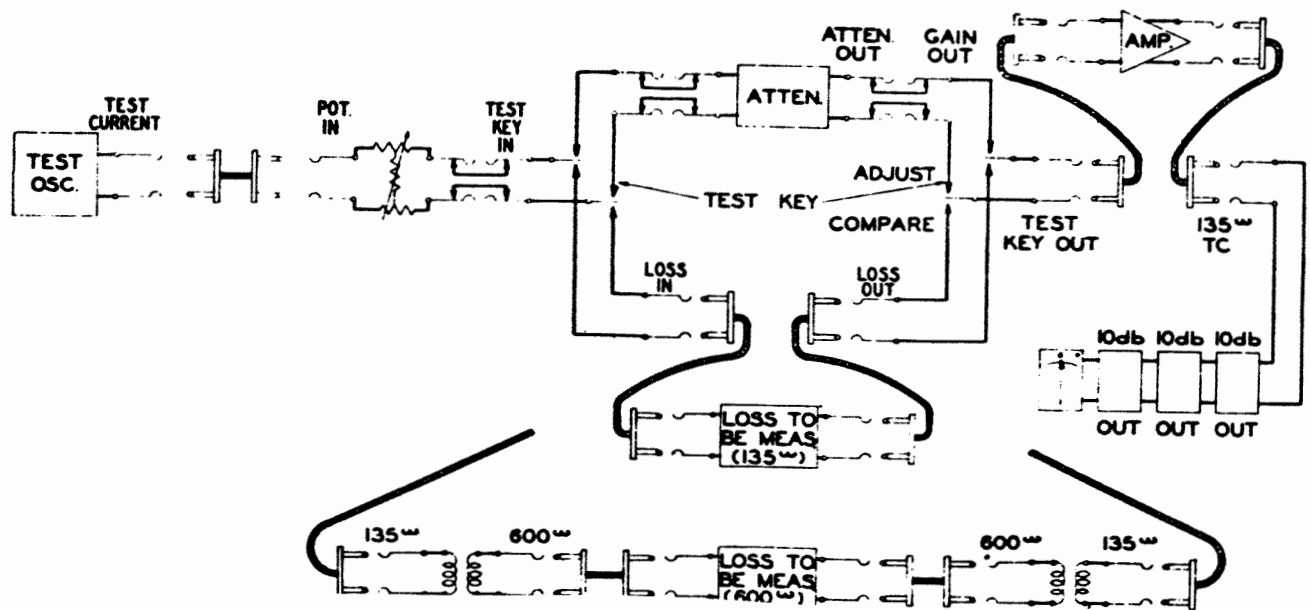 ATTEN.
OUT
GAIN
OUT
AMP.
TEST
CURRENT
POT.
IN
TEST
KEY
IN
ATTEN.
TEST
OSC.
ADJUST
TEST KEY
COMPARE
TEST
KEY OUT
135ω
TC
LOSS
IN
LOSS
OUT
10db 10db 10db
OUT OUT OUT
LOSS TO
BE MEAS
(135ω)
135ω
600ω
LOSS TO
BE MEAS
(600ω)
600ω
135ω